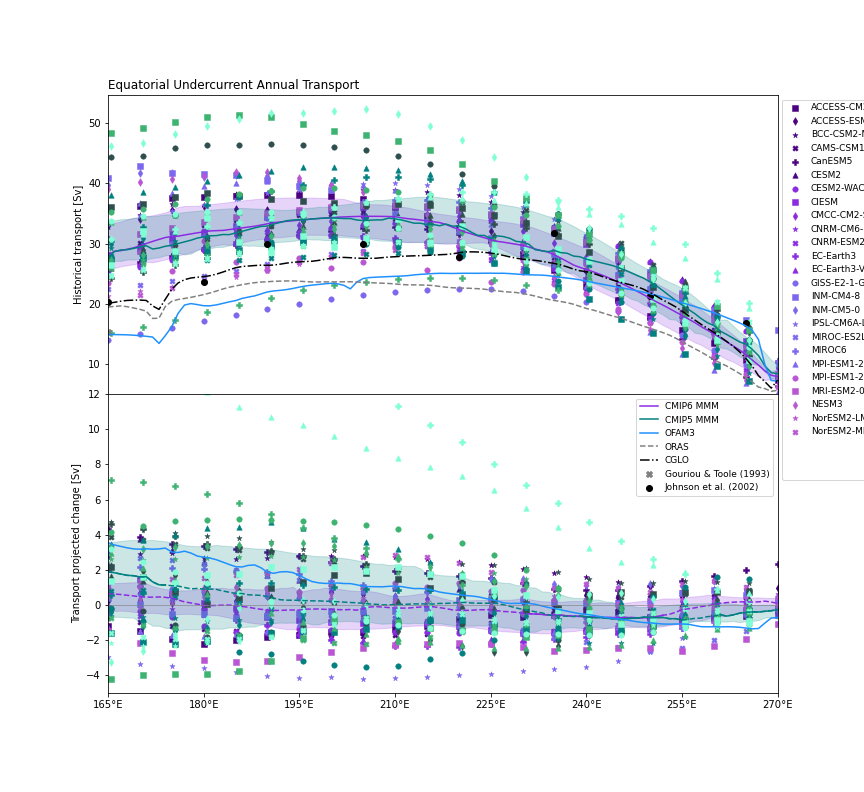 Equatorial Undercurrent Annual Transport
Historical transport [Sv]
50
40
30
20
10
ACCESS-CM
ACCESS-ESM
BCC-CSM2-
CAMS-CSM1
CanESM5
CESM2
CESM2-WAC
CIESM
CMCC-CM2-
CNRM-CM6-
CNRM-ESM2
EC-Earth3
EC-Earth3-V
GISS-E2-1-G
INM-CM4-8
INM-CM5-0
IPSL-CM6A-L
MIROC-ES2L
MIROC6
MPI-ESM1-2
MPI-ESM1-2
MRI-ESM2-0
NESM3
NorESM2-LM
NorESM2-M
Transport projected change [Sv]
12
10
8
6
4
2
0
−2
−4
CMIP6 MMM
CMIP5 MMM
OFAM3
ORAS
CGLO
Gouriou & Toole (1993)
Johnson et al. (2002)
165°E 180°E 195°E 210°E 225°E 240°E 255°E 270°E